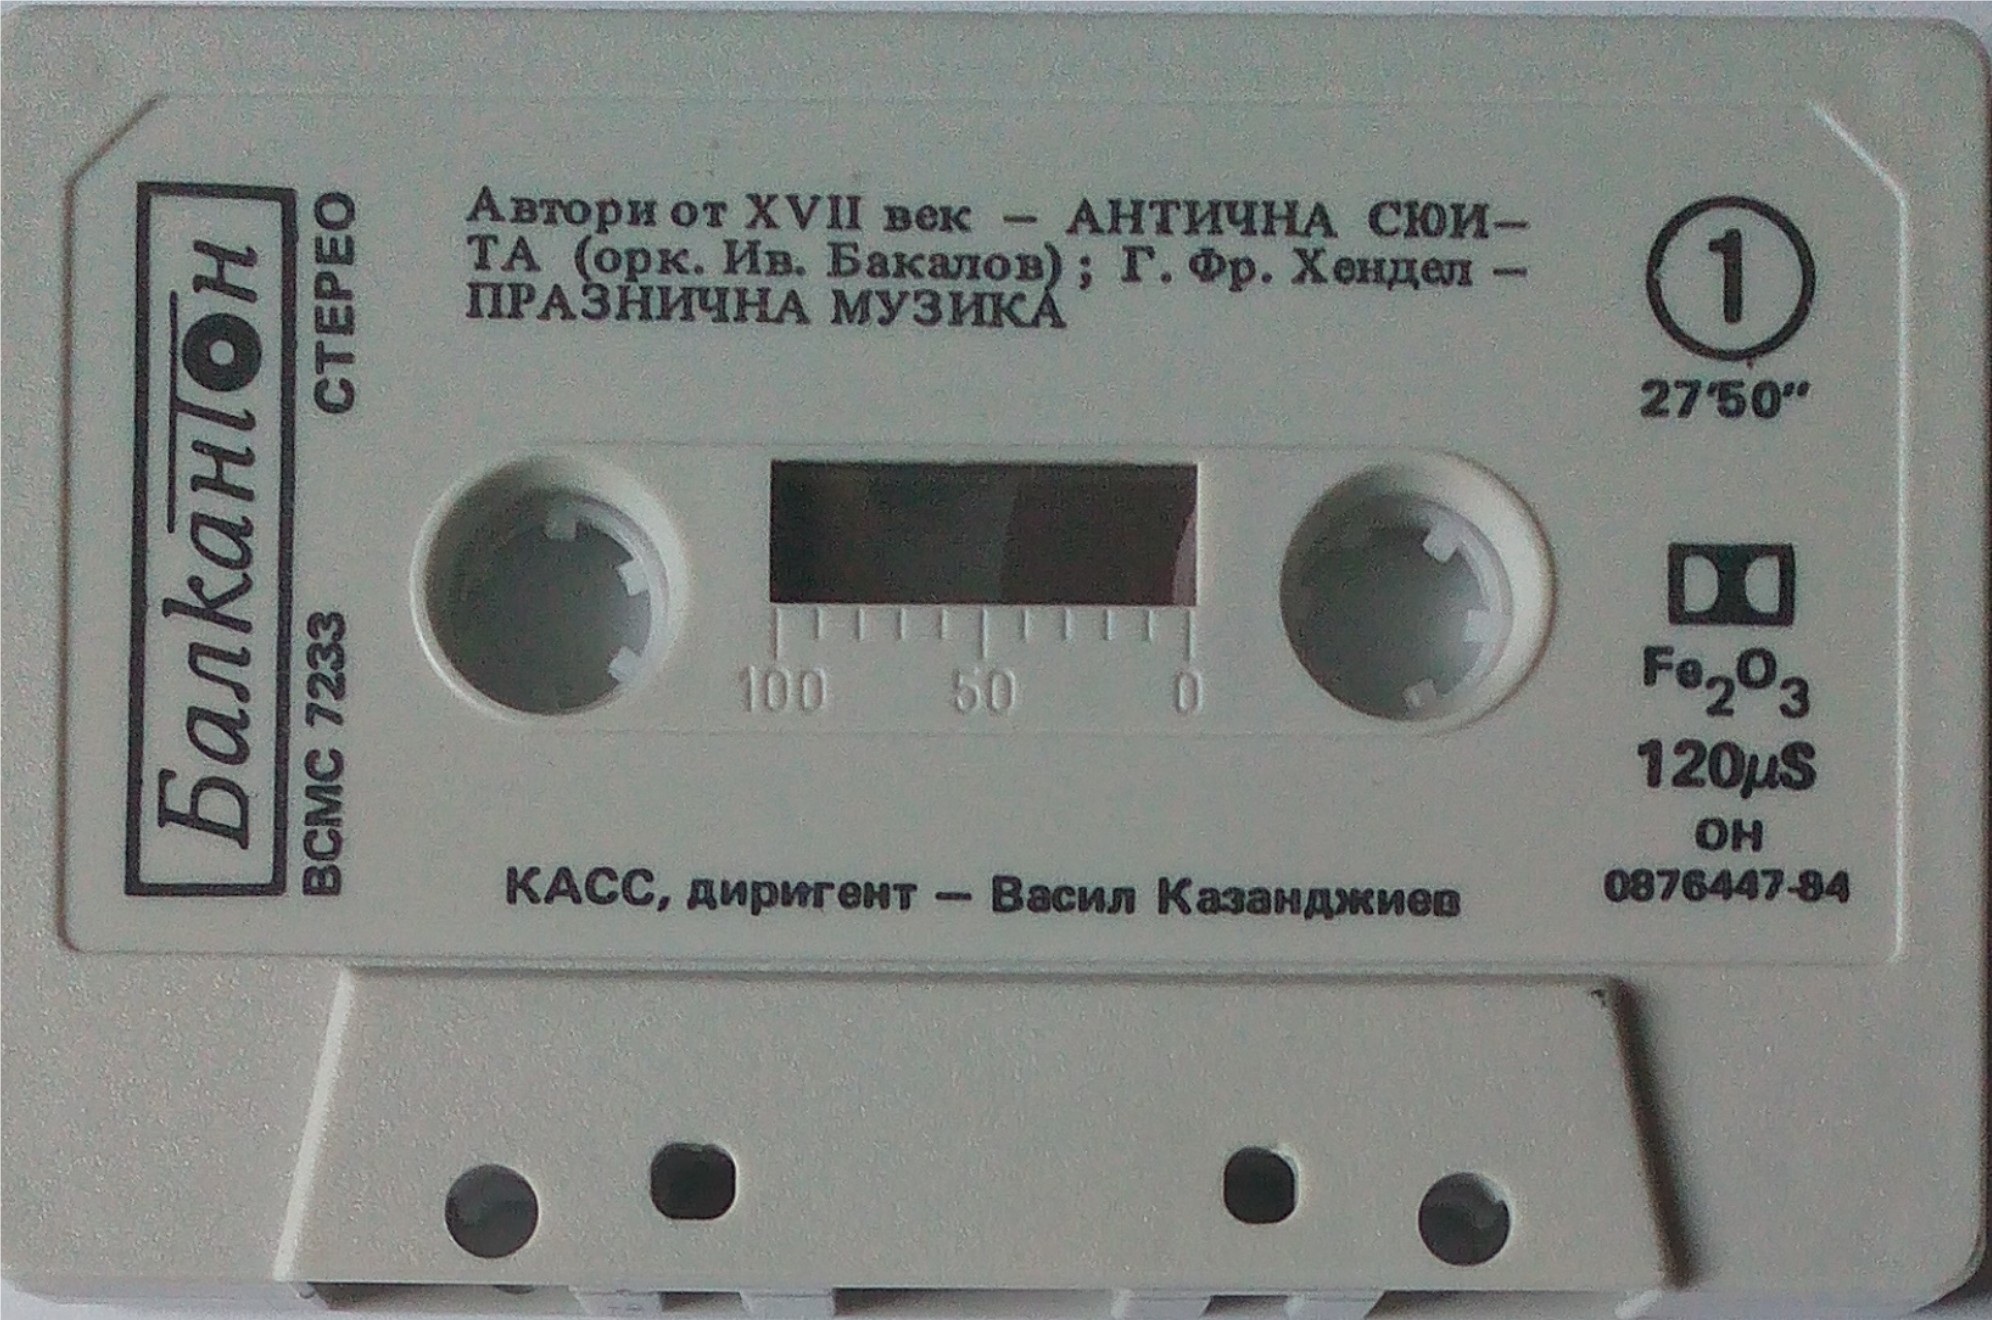 Балкантон
СТЕРЕО
ВСМС 7233
Автори от XVII век – АНТИЧНА СЮИ–
ТА (орк. Ив. Бакалов) ; Г. Фр. Хендел –
ПРАЗНИЧНА МУЗИКА
1
27'50"
100 50 0
Fe₂O₃
120µS
ОН
0876447-84
КАСС, диригент – Васил Казанджиев